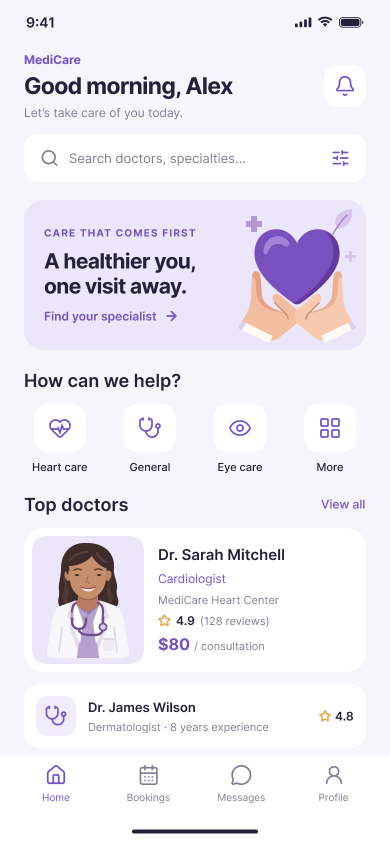 9:41
MediCare
Good morning, Alex
Let's take care of you today.
Search doctors, specialties...
CARE THAT COMES FIRST
A healthier you,
one visit away.
Find your specialist
How can we help?
Heart care
General
Eye care
More
Top doctors
View all
Dr. Sarah Mitchell
Cardiologist
MediCare Heart Center
4.9 (128 reviews)
$80 / consultation
Dr. James Wilson
Dermatologist · 8 years experience
4.8
Home
Bookings
Messages
Profile